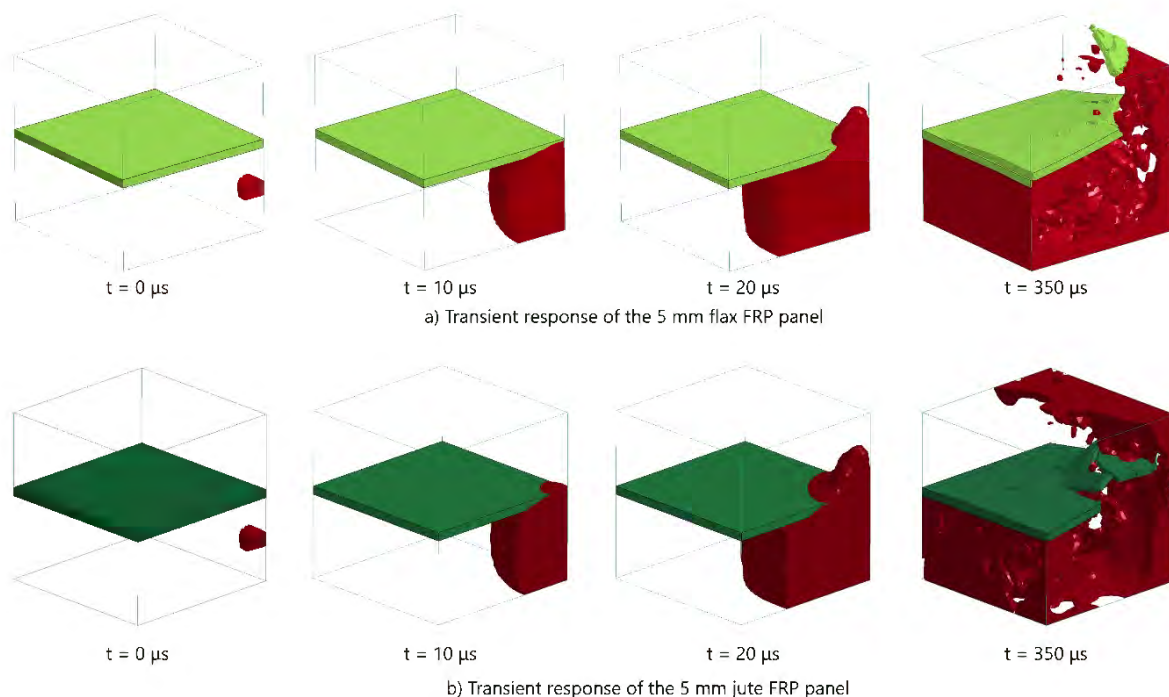 t = 0 μs
t = 10 μs
t = 20 μs
t = 350 μs
a) Transient response of the 5 mm flax FRP panel
t = 0 μs
t = 10 μs
t = 20 μs
t = 350 μs
b) Transient response of the 5 mm jute FRP panel